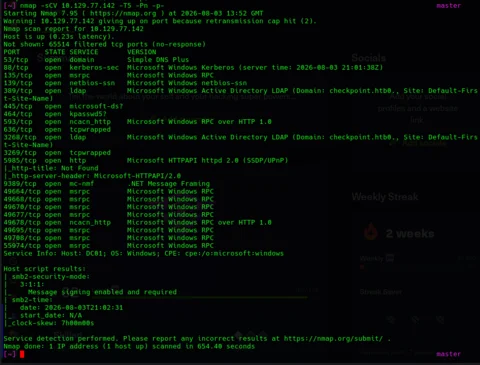 [~] nmap -sCV 10.129.77.142 -T5 -Pn -p- master
Starting Nmap 7.95 ( https://nmap.org ) at 2026-08-03 13:52 GMT
Warning: 10.129.77.142 giving up on port because retransmission cap hit (2).
Nmap scan report for 10.129.77.142
Host is up (0.23s latency).
Not shown: 65514 filtered tcp ports (no-response)
PORT STATE SERVICE VERSION
53/tcp open domain Simple DNS Plus
88/tcp open kerberos-sec Microsoft Windows Kerberos (server time: 2026-08-03 21:01:38Z)
135/tcp open msrpc Microsoft Windows RPC
139/tcp open netbios-ssn Microsoft Windows netbios-ssn
389/tcp open ldap Microsoft Windows Active Directory LDAP (Domain: checkpoint.htb0., Site: Default-Firs
t-Site-Name)
445/tcp open microsoft-ds?
464/tcp open kpasswd5?
593/tcp open ncacn_http Microsoft Windows RPC over HTTP 1.0
636/tcp open tcpwrapped
3268/tcp open ldap Microsoft Windows Active Directory LDAP (Domain: checkpoint.htb0., Site: Default-Firs
t-Site-Name)
3269/tcp open tcpwrapped
5985/tcp open http Microsoft HTTPAPI httpd 2.0 (SSDP/UPnP)
|_http-title: Not Found
|_http-server-header: Microsoft-HTTPAPI/2.0
9389/tcp open mc-nmf .NET Message Framing
49664/tcp open msrpc Microsoft Windows RPC
49668/tcp open msrpc Microsoft Windows RPC
49670/tcp open msrpc Microsoft Windows RPC
49677/tcp open msrpc Microsoft Windows RPC
49678/tcp open ncacn_http Microsoft Windows RPC over HTTP 1.0
49695/tcp open msrpc Microsoft Windows RPC
49708/tcp open msrpc Microsoft Windows RPC
55974/tcp open msrpc Microsoft Windows RPC
Service Info: Host: DC01; OS: Windows; CPE: cpe:/o:microsoft:windows
Host script results:
| smb2-security-mode:
| 3:1:1:
|_ Message signing enabled and required
| smb2-time:
| date: 2026-08-03T21:02:31
|_ start_date: N/A
|_clock-skew: 7h00m00s
Service detection performed. Please report any incorrect results at https://nmap.org/submit/ .
Nmap done: 1 IP address (1 host up) scanned in 654.40 seconds
[~] master
Socials
Weekly Streak
2 weeks